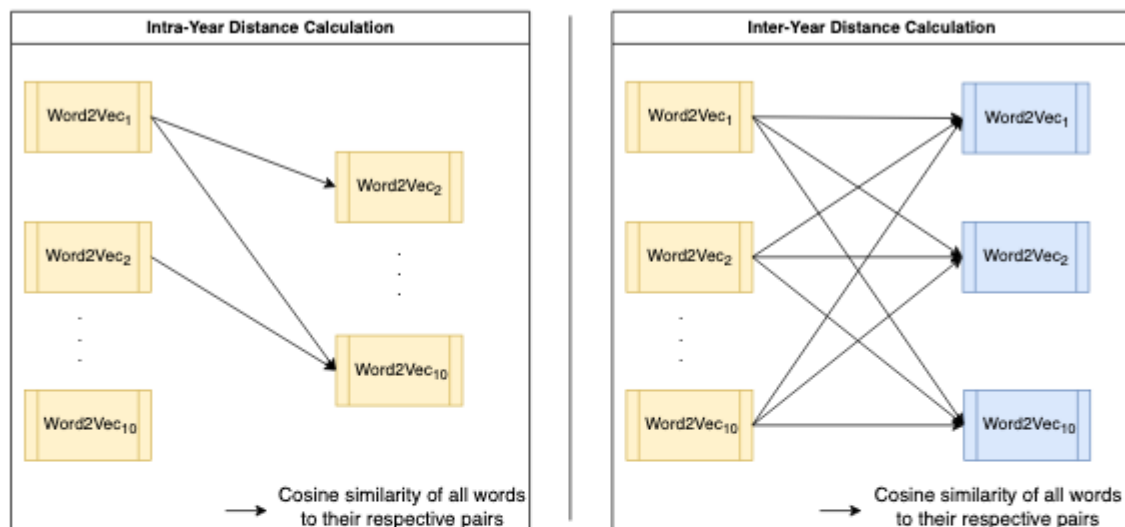 Intra-Year Distance Calculation
Word2Vec₁
Word2Vec₂
Word2Vec₂
.
.
.
.
.
.
Word2Vec₁₀
Word2Vec₁₀
Cosine similarity of all words
to their respective pairs
Inter-Year Distance Calculation
Word2Vec₁
Word2Vec₁
Word2Vec₂
Word2Vec₂
.
.
.
Word2Vec₁₀
Word2Vec₁₀
Cosine similarity of all words
to their respective pairs